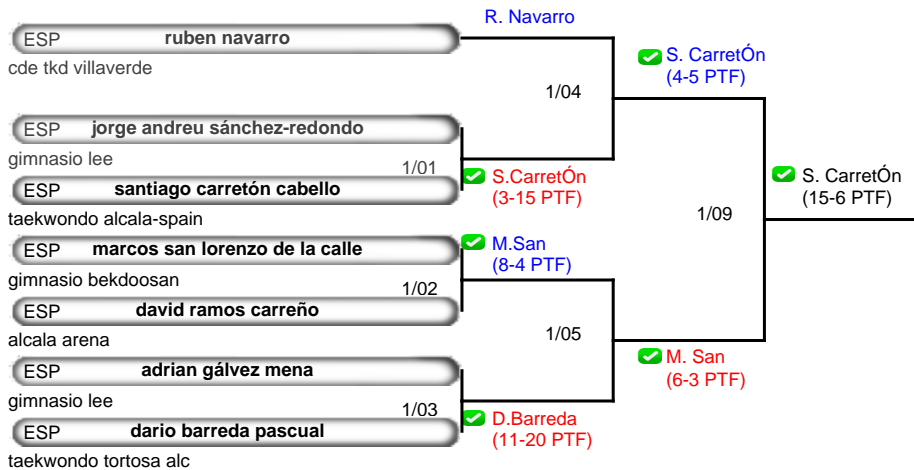 R. Navarro
ESP ruben navarro
cde tkd villaverde
S. CarretÓn
(4-5 PTF)
1/04
ESP jorge andreu sánchez-redondo
gimnasio lee
1/01
ESP santiago carretón cabello
taekwondo alcala-spain
S.CarretÓn
(3-15 PTF)
S. CarretÓn
(15-6 PTF)
1/09
ESP marcos san lorenzo de la calle
gimnasio bekdoosan
M.San
(8-4 PTF)
1/02
ESP david ramos carreño
alcala arena
1/05
M. San
(6-3 PTF)
ESP adrian gálvez mena
gimnasio lee
1/03
ESP dario barreda pascual
taekwondo tortosa alc
D.Barreda
(11-20 PTF)